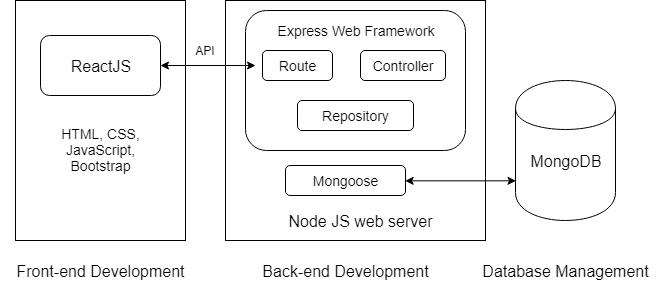 Express Web Framework
API
ReactJS
Route
Controller
Repository
HTML, CSS,
JavaScript,
Bootstrap
MongoDB
Mongoose
Node JS web server
Front-end Development
Back-end Development
Database Management